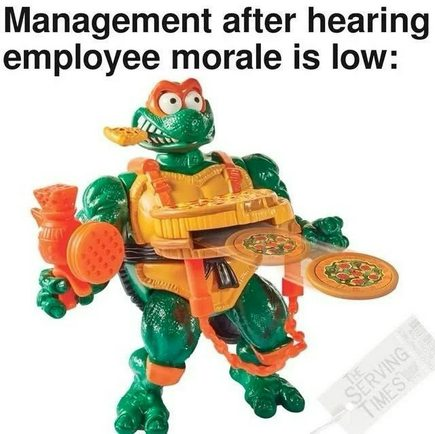 Management after hearing
employee morale is low:
THE
SERVING
TIMES